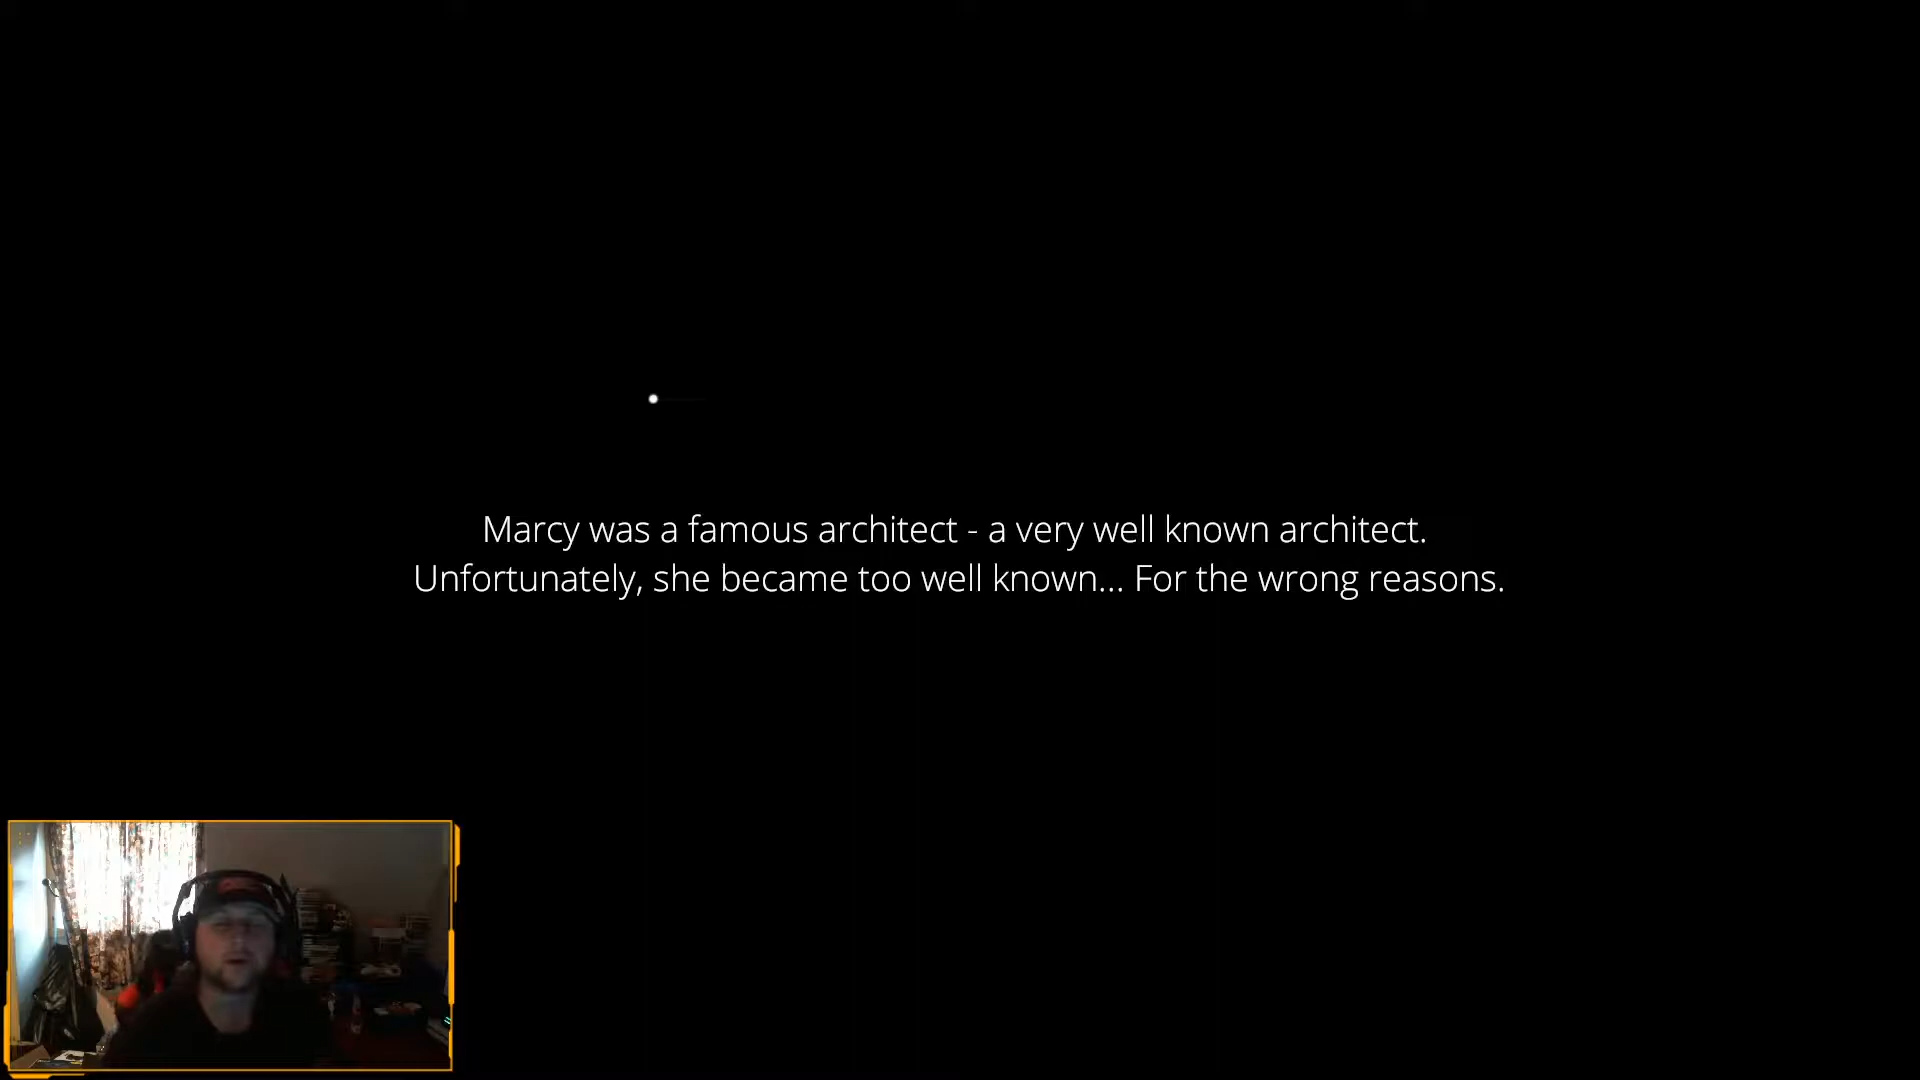 Marcy was a famous architect - a very well known architect.
Unfortunately, she became too well known... For the wrong reasons.